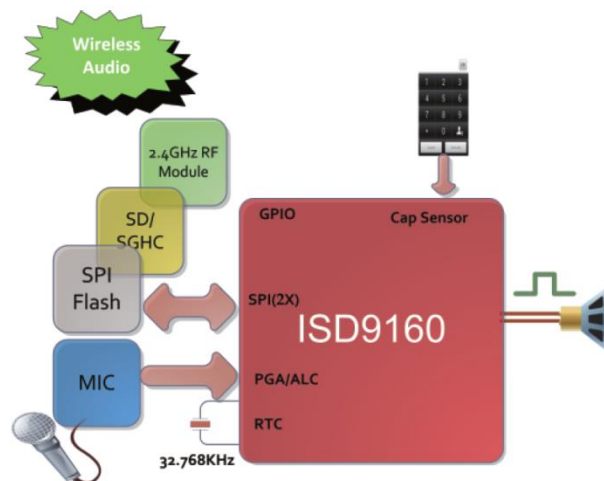 Wireless
Audio
2.4GHz RF
Module
SD/
SGHC
SPI
Flash
MIC
32.768KHz
GPIO
Cap Sensor
SPI(2X)
ISD9160
PGA/ALC
RTC
1 2 3
4 5 6
7 8 9